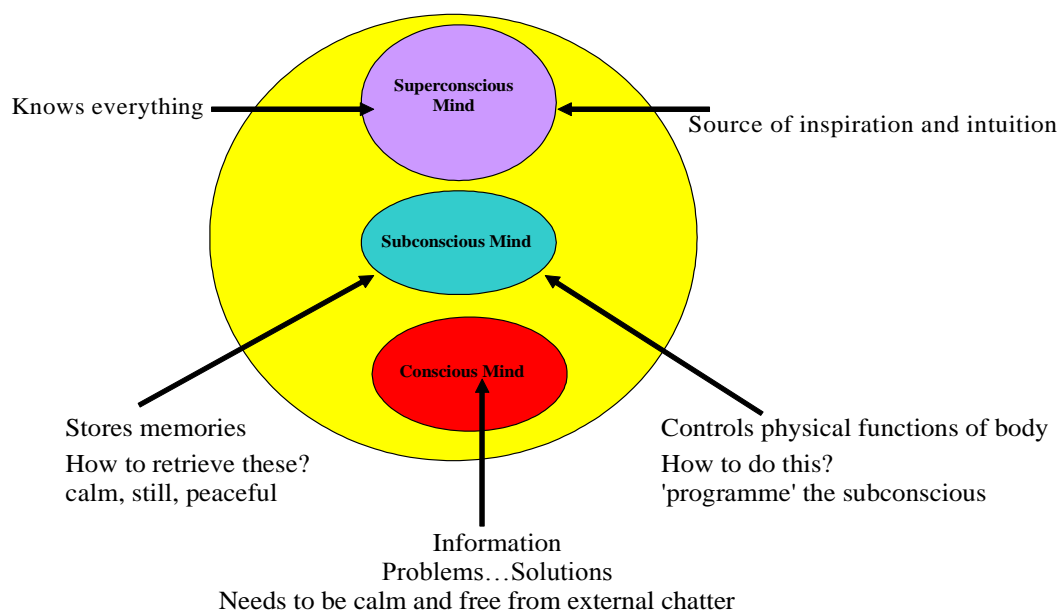 Superconscious
Mind
Knows everything
Source of inspiration and intuition
Subconscious Mind
Conscious Mind
Stores memories
How to retrieve these?
calm, still, peaceful
Controls physical functions of body
How to do this?
'programme' the subconscious
Information
Problems…Solutions
Needs to be calm and free from external chatter